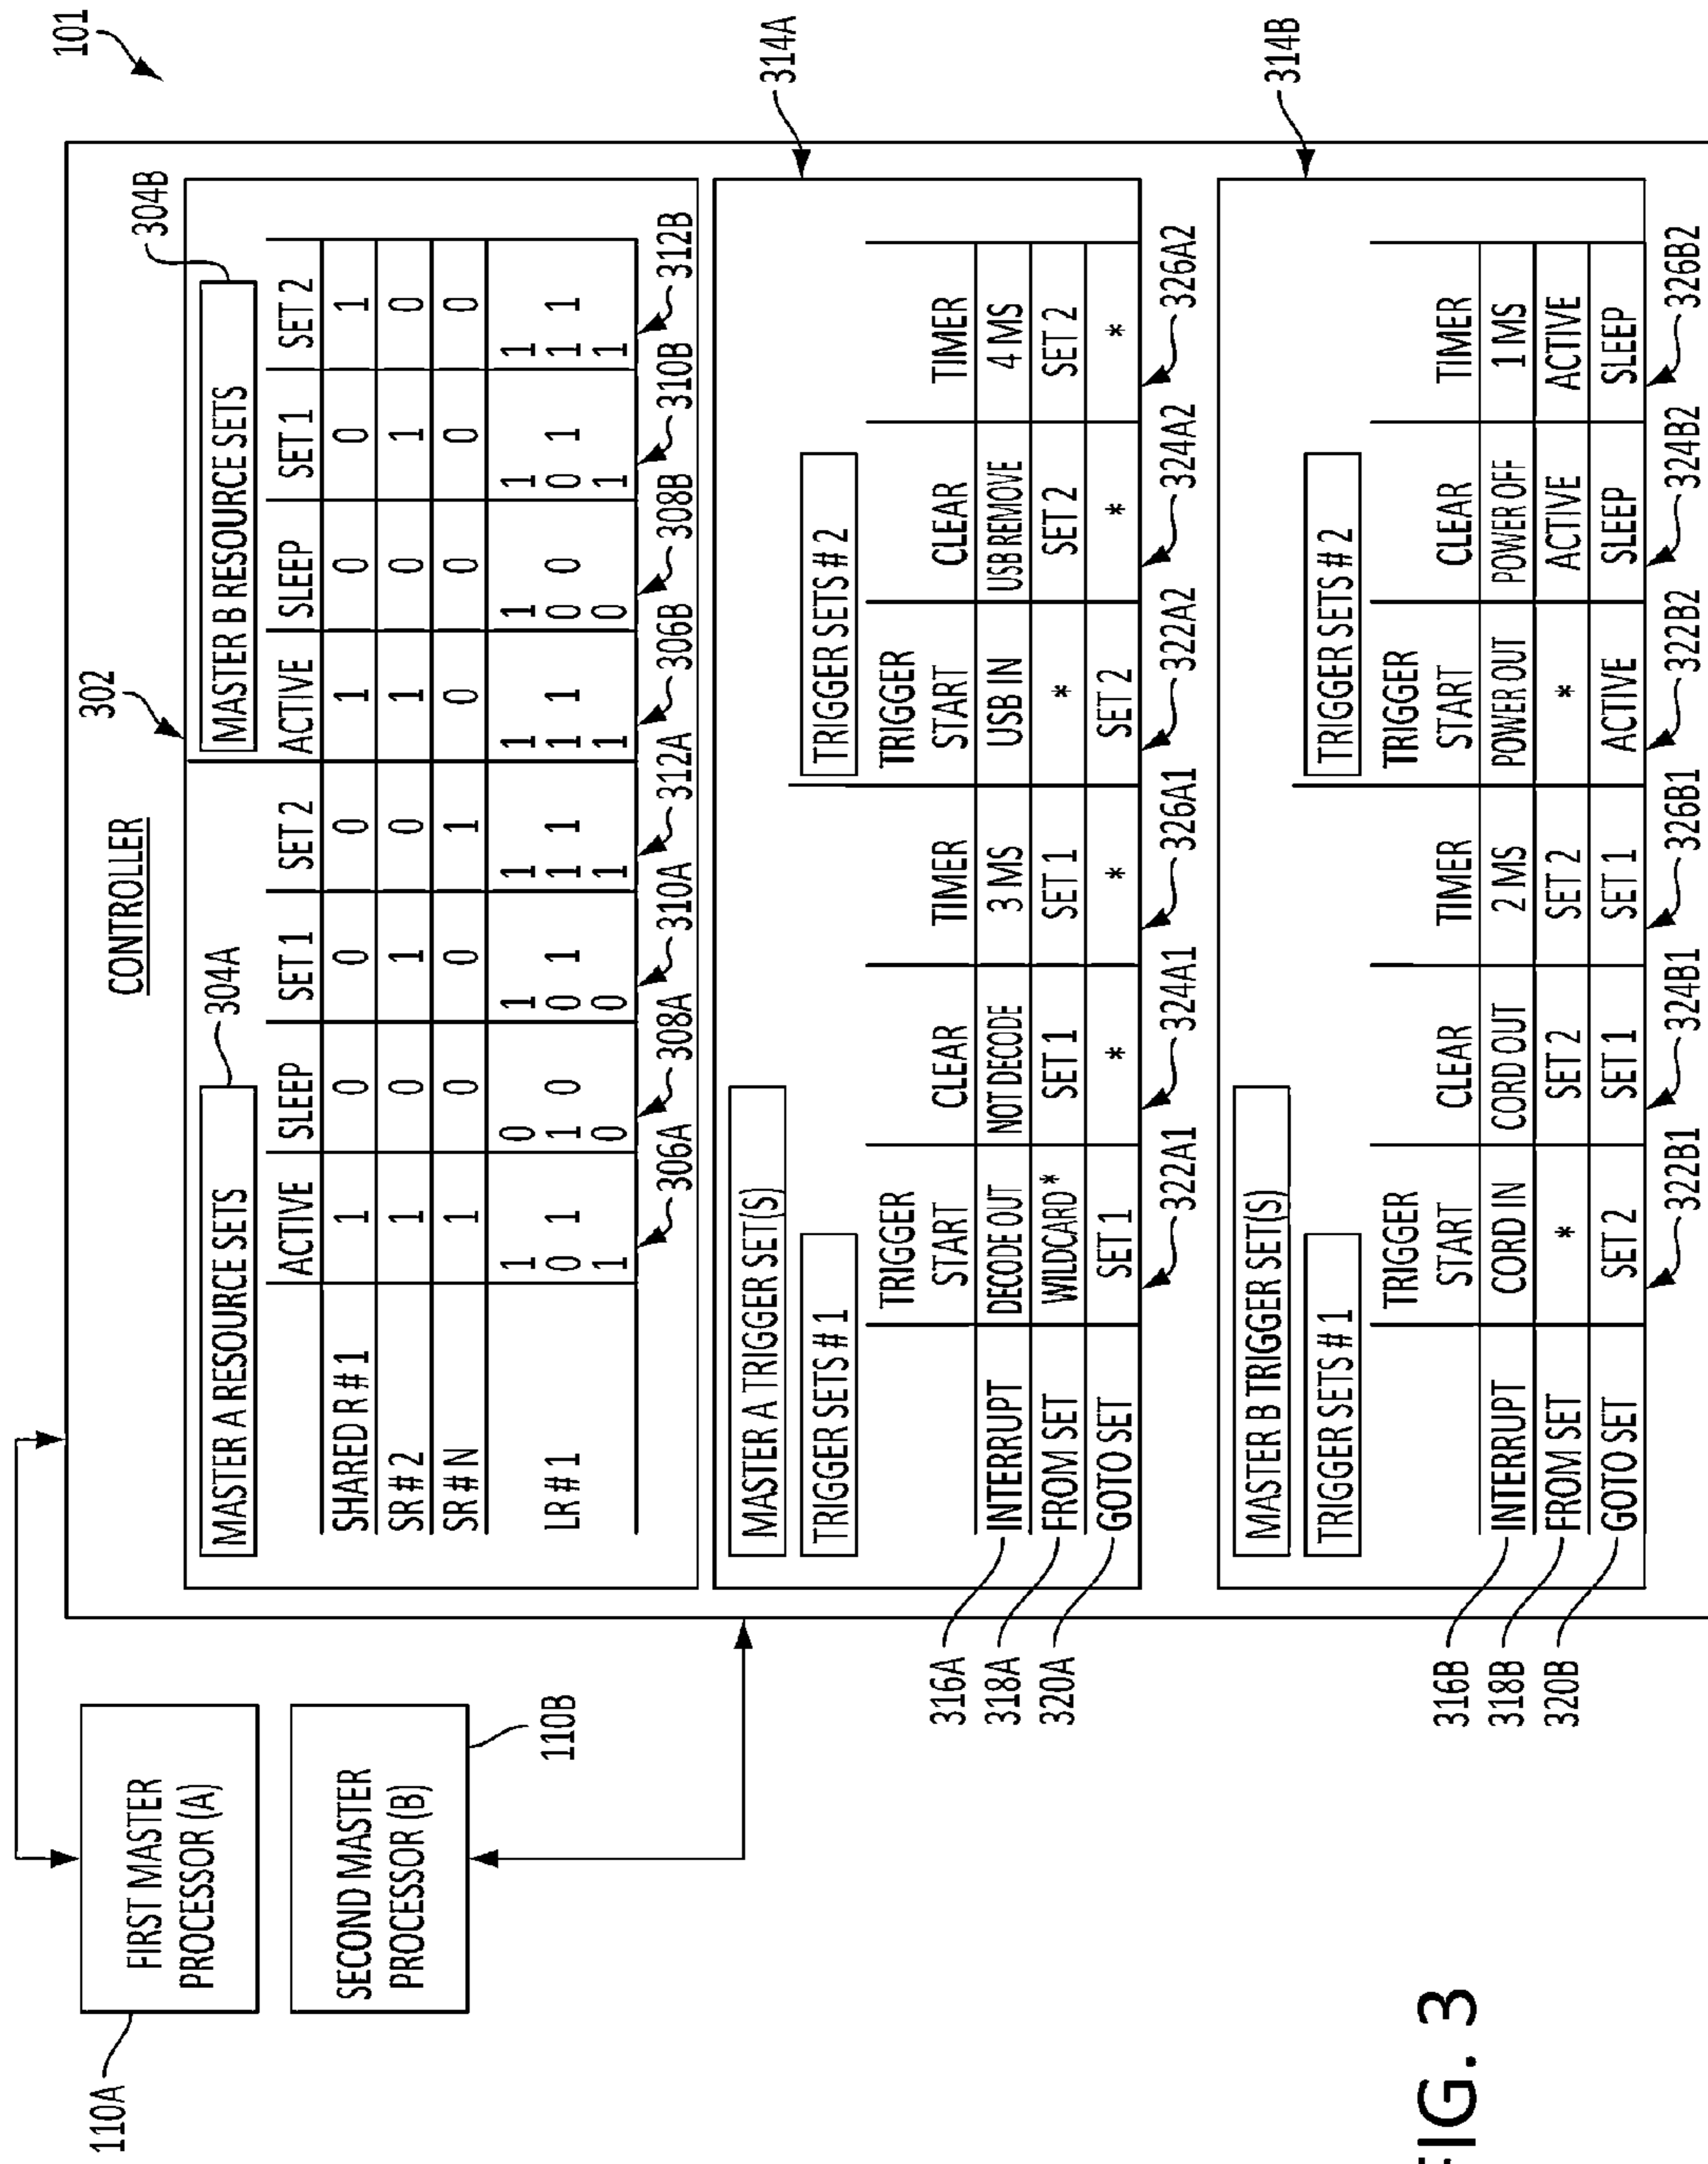 101
302
CONTROLLER
FIRST MASTER
PROCESSOR (A)
110A
SECOND MASTER
PROCESSOR (B)
110B
MASTER A RESOURCE SETS
304A
MASTER B RESOURCE SETS
304B
ACTIVE SLEEP SET 1 SET 2 ACTIVE SLEEP SET 1 SET 2
SHARED R # 1 1 0 0 0 1 0 0 1
SR # 2 1 0 1 0 1 0 1 0
SR # N 1 0 0 1 0 0 0 0
1 0 1 1 1 1 1 1
LR # 1 0 1 1 0 0 1 1 1 1 1 0 0 0 1 1 1
1 0 0 1 1 0 1 1
306A 308A 310A 312A 306B 308B 310B 312B
MASTER A TRIGGER SET(S)
314A
TRIGGER SETS # 1 TRIGGER SETS # 2
TRIGGER TRIGGER
START CLEAR TIMER START CLEAR TIMER
316A INTERRUPT DECODE OUT NOT DECODE 3 MS USB IN USB REMOVE 4 MS
318A FROM SET WILDCARD* SET 1 SET 1 * SET 2 SET 2
320A GOTO SET SET 1 * * SET 2 * *
322A1 324A1 326A1 322A2 324A2 326A2
MASTER B TRIGGER SET(S)
314B
TRIGGER SETS # 1 TRIGGER SETS # 2
TRIGGER TRIGGER
START CLEAR TIMER START CLEAR TIMER
316B INTERRUPT CORD IN CORD OUT 2 MS POWER OUT POWER OFF 1 MS
318B FROM SET * SET 2 SET 2 * ACTIVE ACTIVE
320B GOTO SET SET 2 SET 1 SET 1 ACTIVE SLEEP SLEEP
322B1 324B1 326B1 322B2 324B2 326B2
FIG. 3